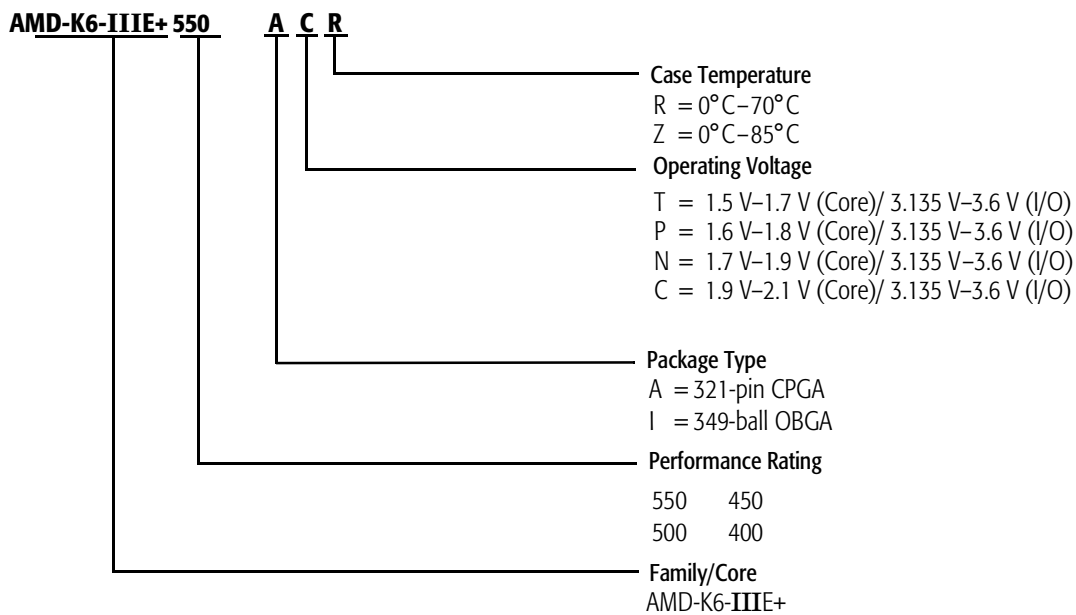 AMD-K6-IIIE+ 550 A C R
Case Temperature
R = 0°C–70°C
Z = 0°C–85°C
Operating Voltage
T = 1.5 V–1.7 V (Core)/ 3.135 V–3.6 V (I/O)
P = 1.6 V–1.8 V (Core)/ 3.135 V–3.6 V (I/O)
N = 1.7 V–1.9 V (Core)/ 3.135 V–3.6 V (I/O)
C = 1.9 V–2.1 V (Core)/ 3.135 V–3.6 V (I/O)
Package Type
A = 321-pin CPGA
I = 349-ball OBGA
Performance Rating
550 450
500 400
Family/Core
AMD-K6-IIIE+